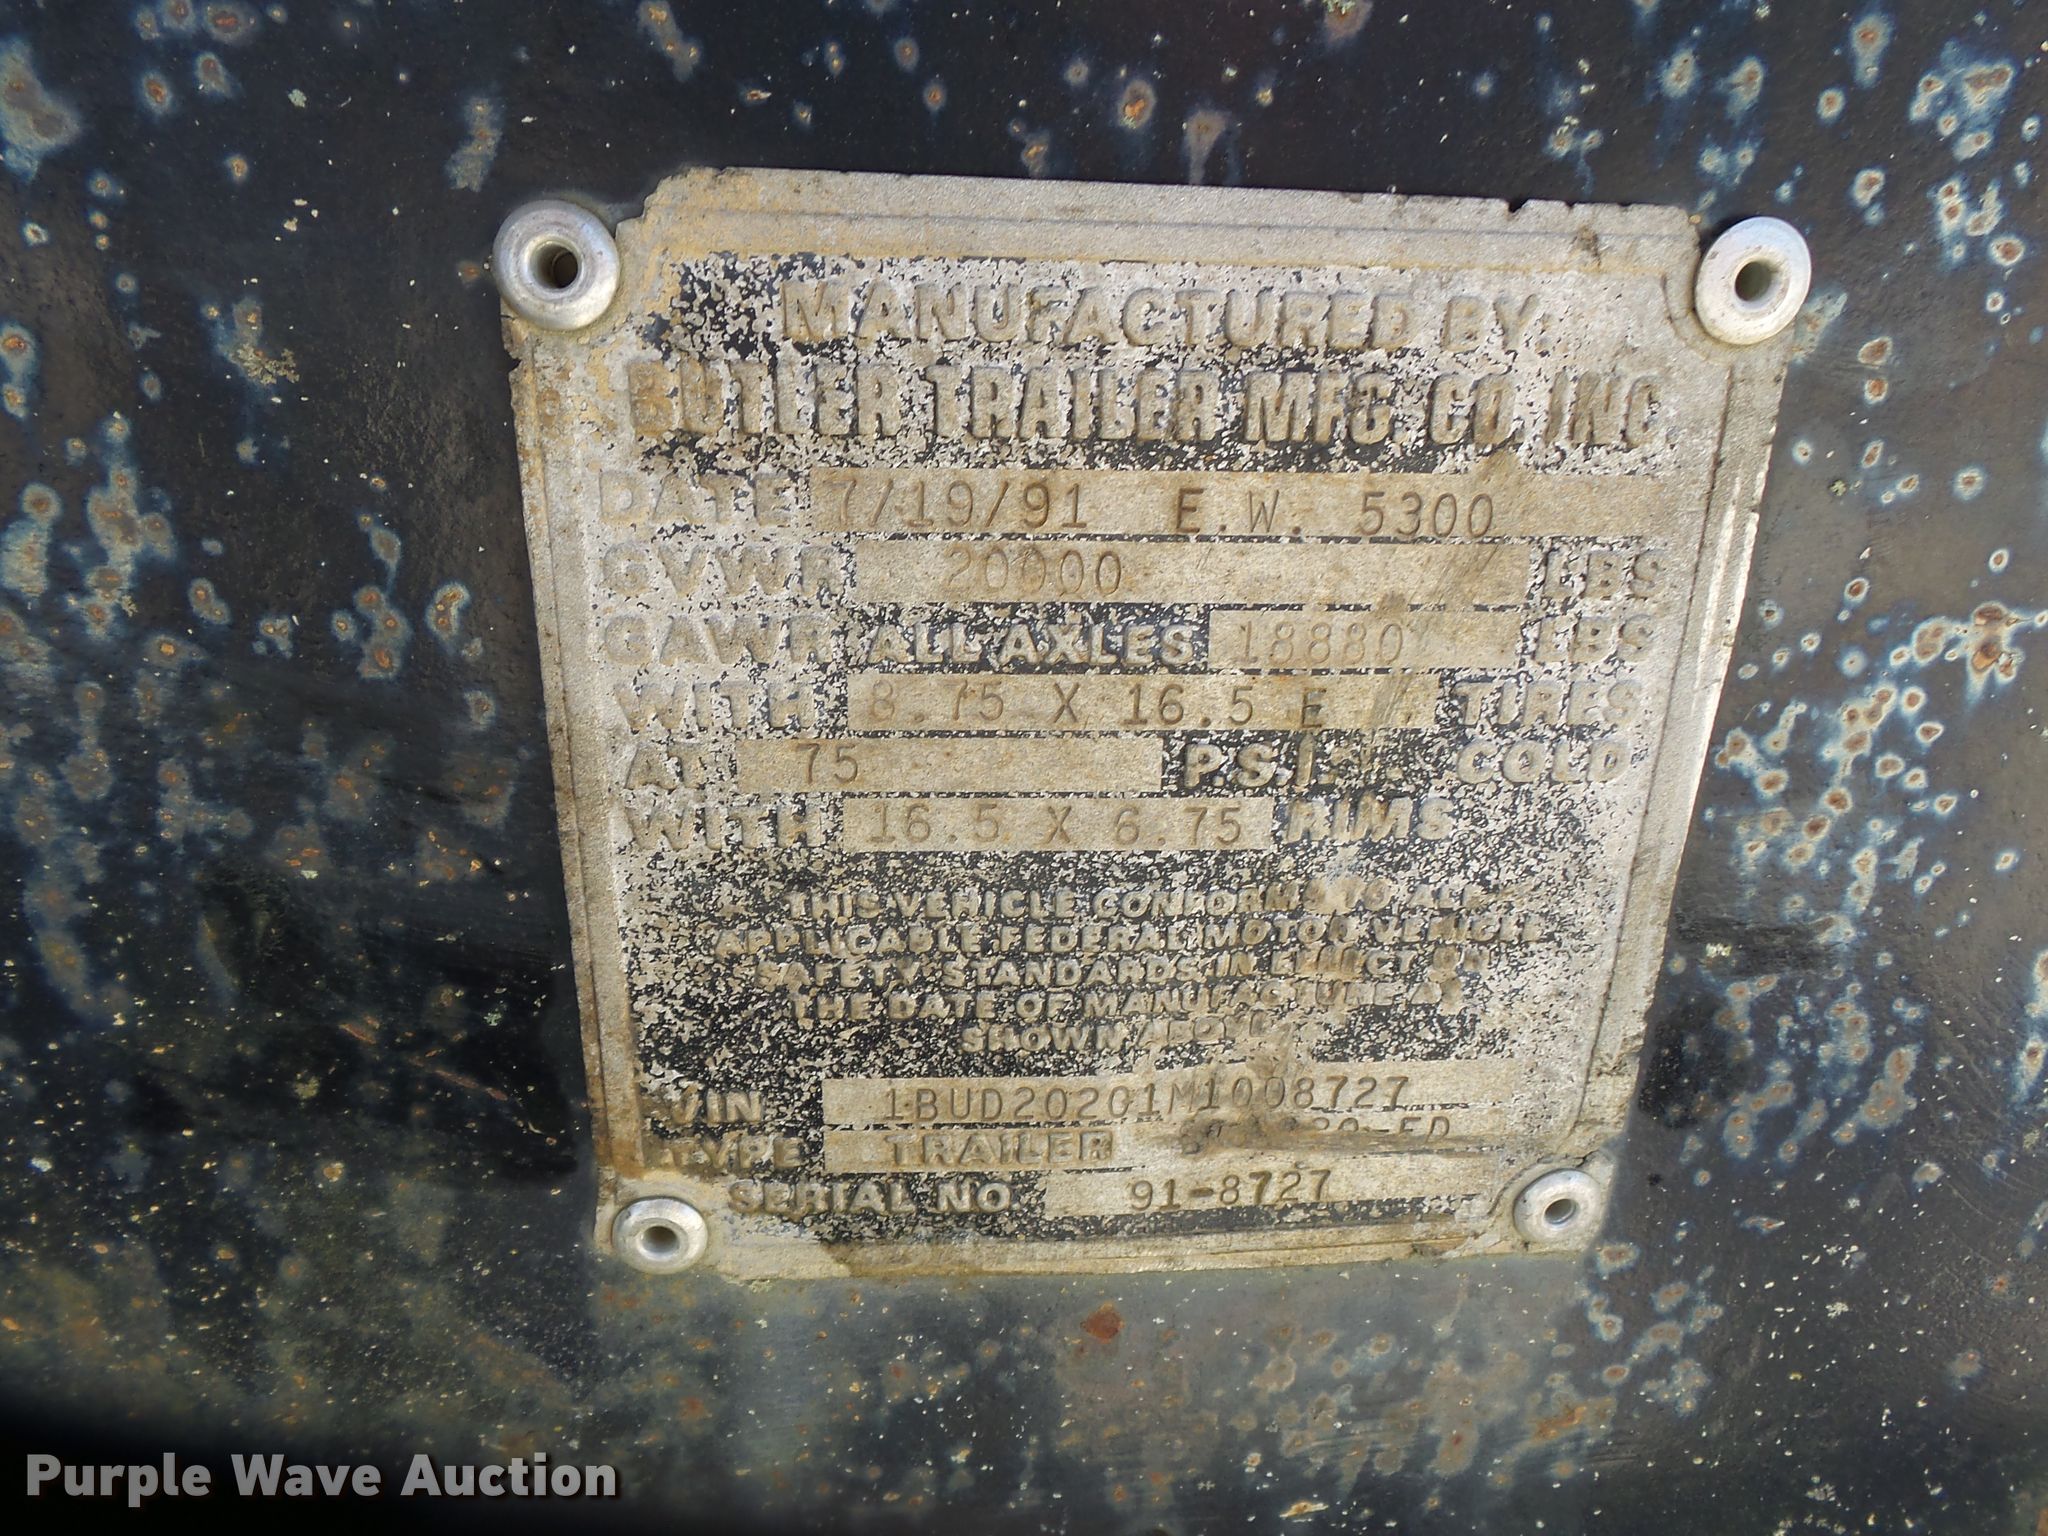 MANUFACTURED BY
BUTLER TRAILER MFG. CO. INC.
DATE 7/19/91 E.W. 5300
GVWR 20000 LBS
GAWR ALL AXLES 18880 LBS
WITH 8.75 X 16.5 E TIRES
AT 75 P.S.I. COLD
WITH 16.5 X 6.75 RIMS
THIS VEHICLE CONFORMS TO ALL
APPLICABLE FEDERAL MOTOR VEHICLE
SAFETY STANDARDS IN EFFECT ON
THE DATE OF MANUFACTURE AS
SHOWN ABOVE.
VIN 1BUD20201M1008727
TYPE TRAILER
SERIAL NO 91-8727
Purple Wave Auction